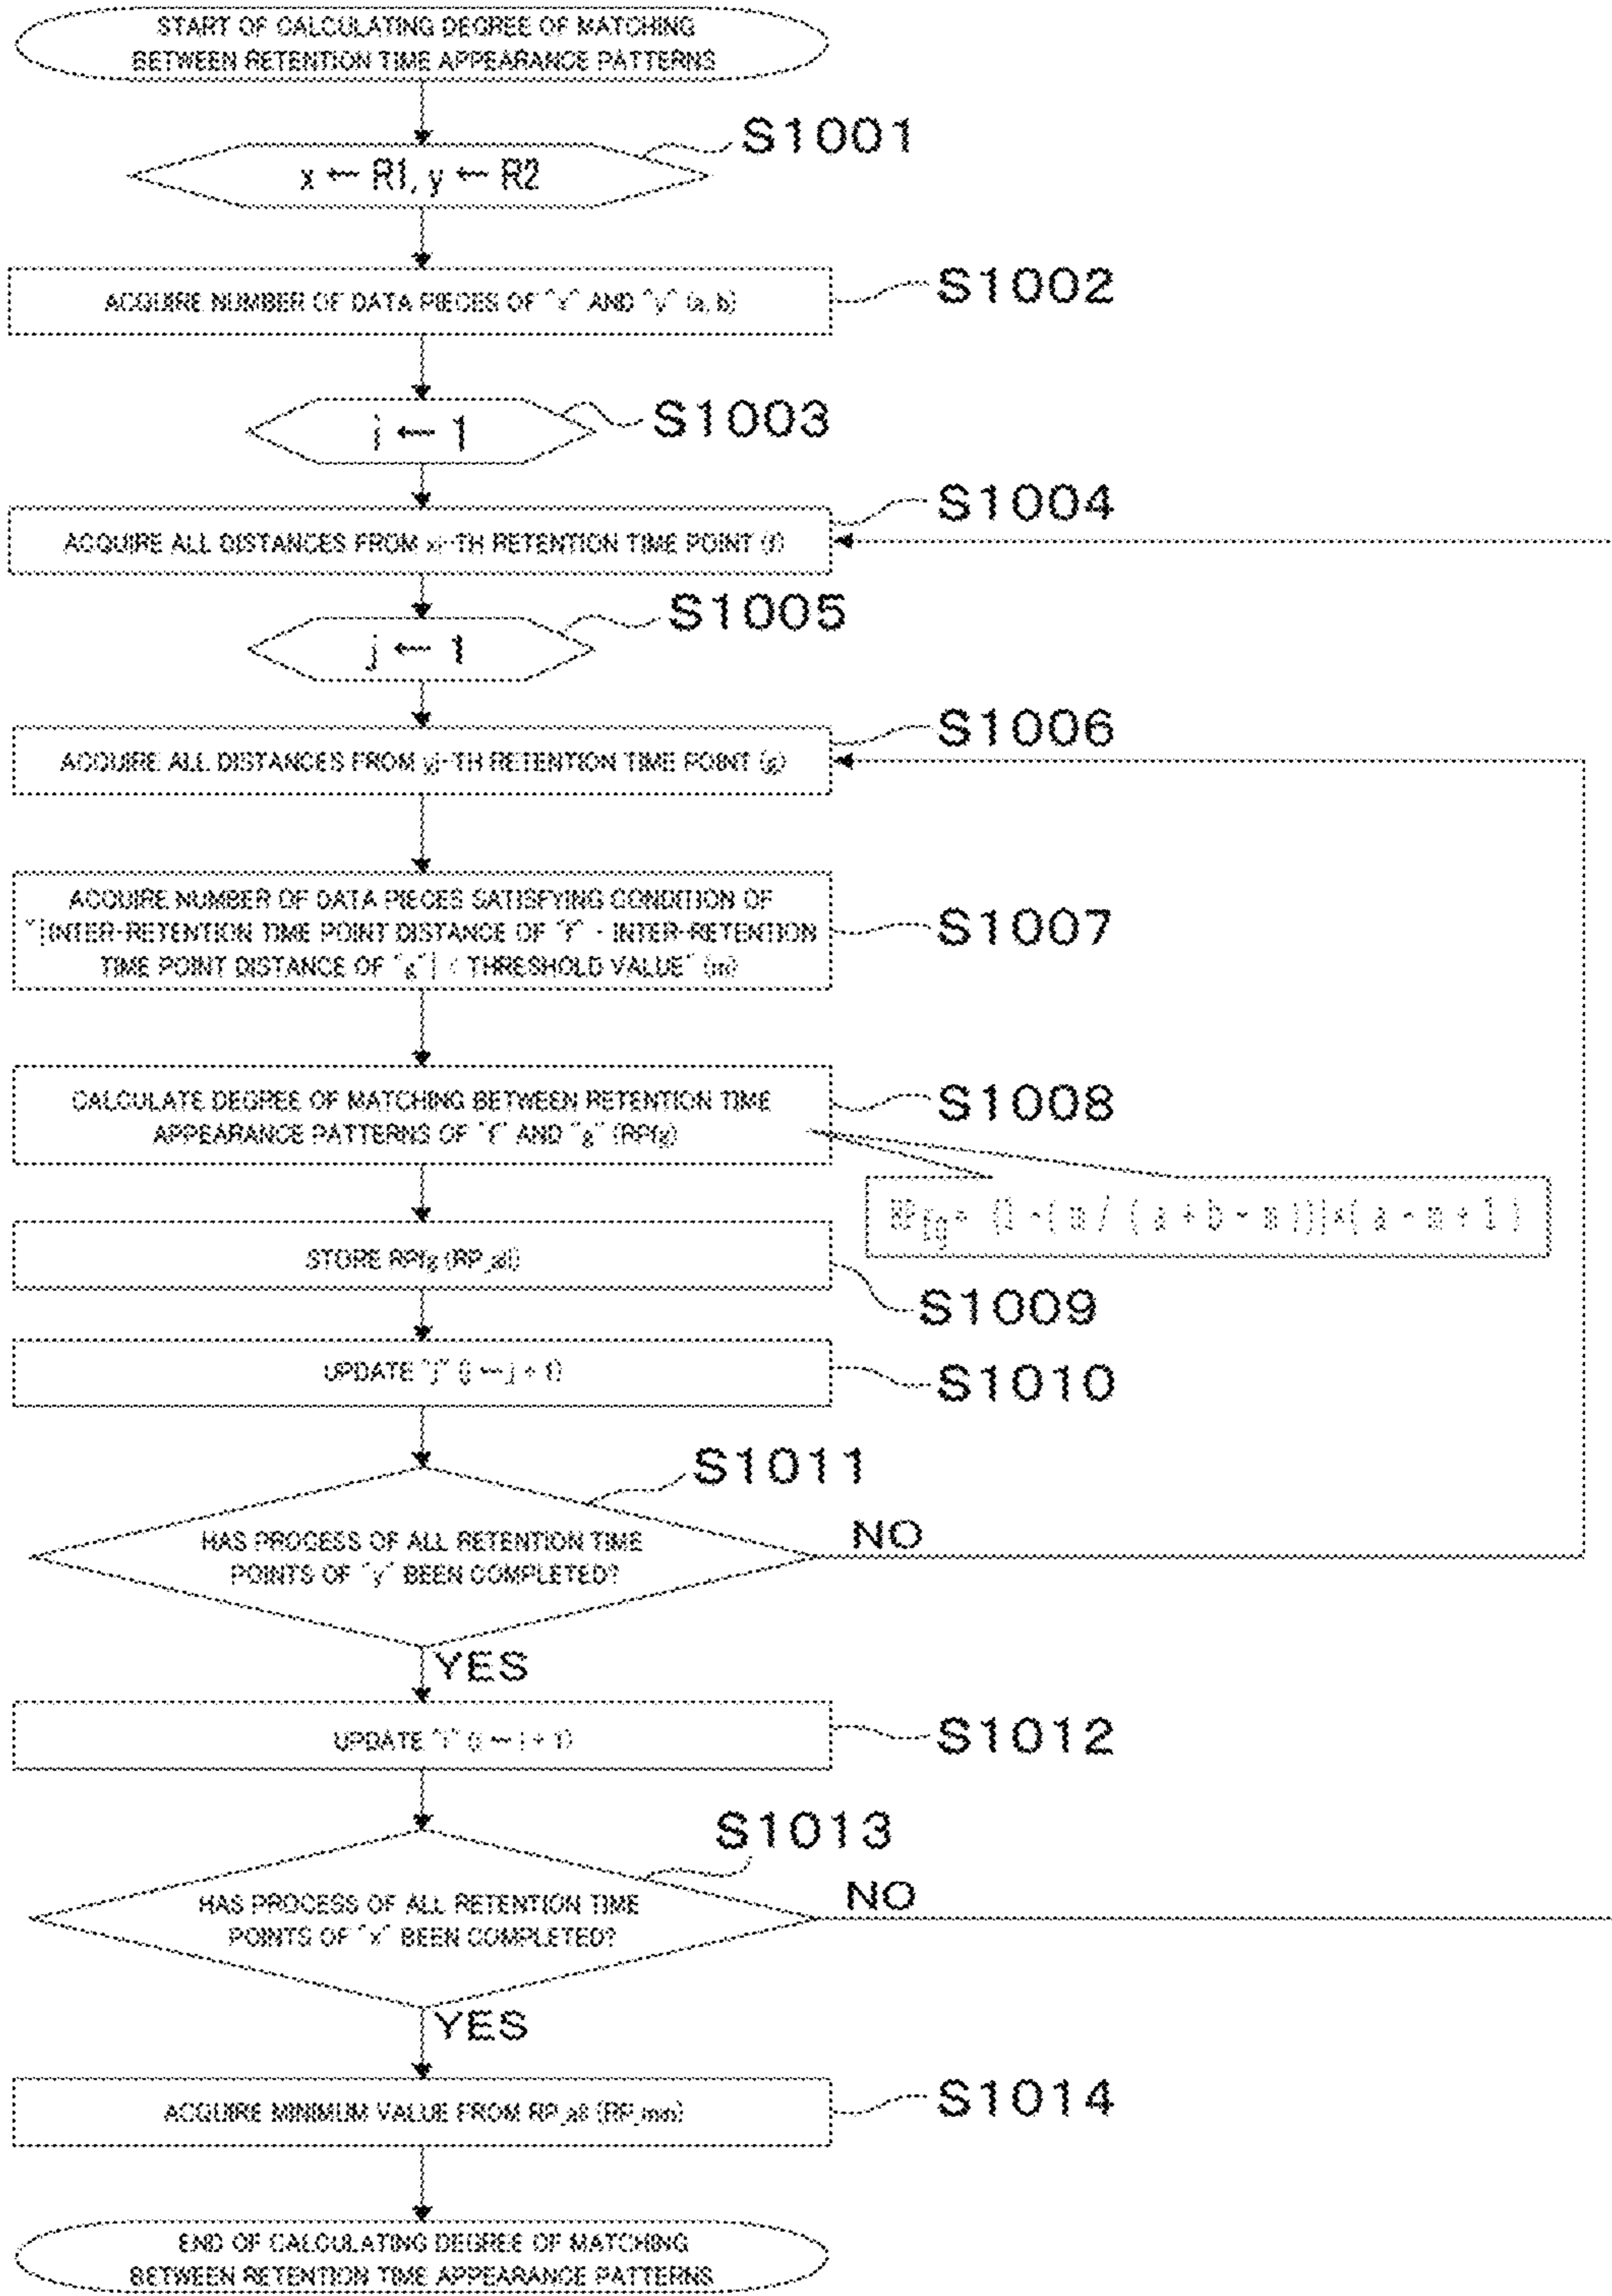 START OF CALCULATING DEGREE OF MATCHING
BETWEEN RETENTION TIME APPEARANCE PATTERNS
S1001
x ← R1, y ← R2
S1002
ACQUIRE NUMBER OF DATA PIECES OF "x" AND "y" (a, b)
S1003
i ← 1
S1004
ACQUIRE ALL DISTANCES FROM xi-TH RETENTION TIME POINT (f)
S1005
j ← 1
S1006
ACQUIRE ALL DISTANCES FROM yj-TH RETENTION TIME POINT (g)
ACQUIRE NUMBER OF DATA PIECES SATISFYING CONDITION OF
"|INTER-RETENTION TIME POINT DISTANCE OF "f" - INTER-RETENTION
TIME POINT DISTANCE OF "g"| < THRESHOLD VALUE" (m)
S1007
CALCULATE DEGREE OF MATCHING BETWEEN RETENTION TIME
APPEARANCE PATTERNS OF "f" AND "g" (RPfg)
S1008
RPfg= (1-(m/(a+b-m)))×(a-m+1)
STORE RPfg (RP_all)
S1009
UPDATE "j" (j ← j + 1)
S1010
S1011
HAS PROCESS OF ALL RETENTION TIME
POINTS OF "y" BEEN COMPLETED?
NO
YES
UPDATE "i" (i ← i + 1)
S1012
S1013
HAS PROCESS OF ALL RETENTION TIME
POINTS OF "x" BEEN COMPLETED?
NO
YES
ACQUIRE MINIMUM VALUE FROM RP_all (RP_min)
S1014
END OF CALCULATING DEGREE OF MATCHING
BETWEEN RETENTION TIME APPEARANCE PATTERNS